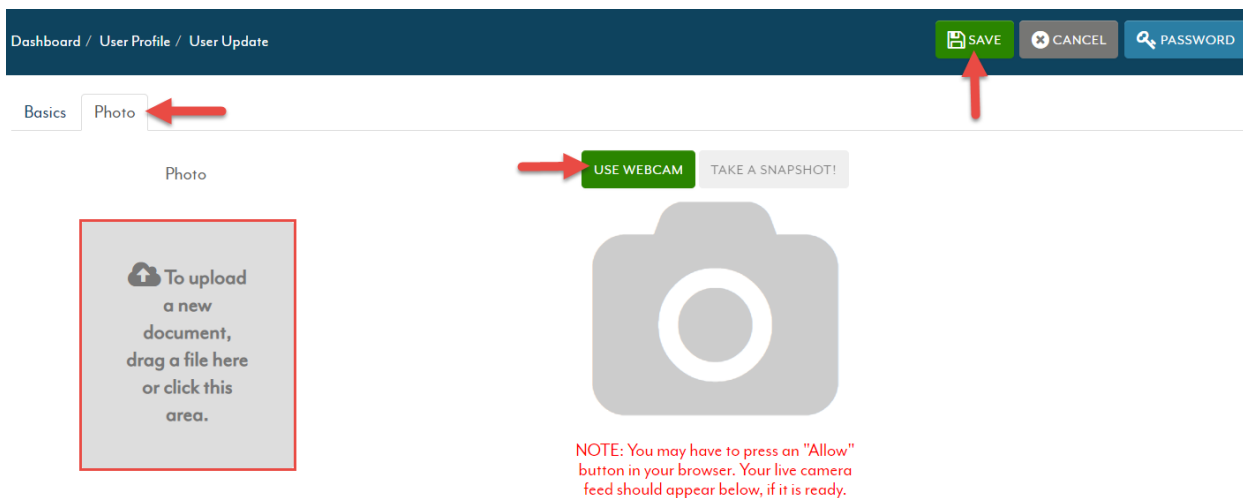 Dashboard / User Profile / User Update
SAVE
CANCEL
PASSWORD
Basics
Photo
Photo
To upload
a new
document,
drag a file here
or click this
area.
USE WEBCAM
TAKE A SNAPSHOT!
NOTE: You may have to press an "Allow"
button in your browser. Your live camera
feed should appear below, if it is ready.